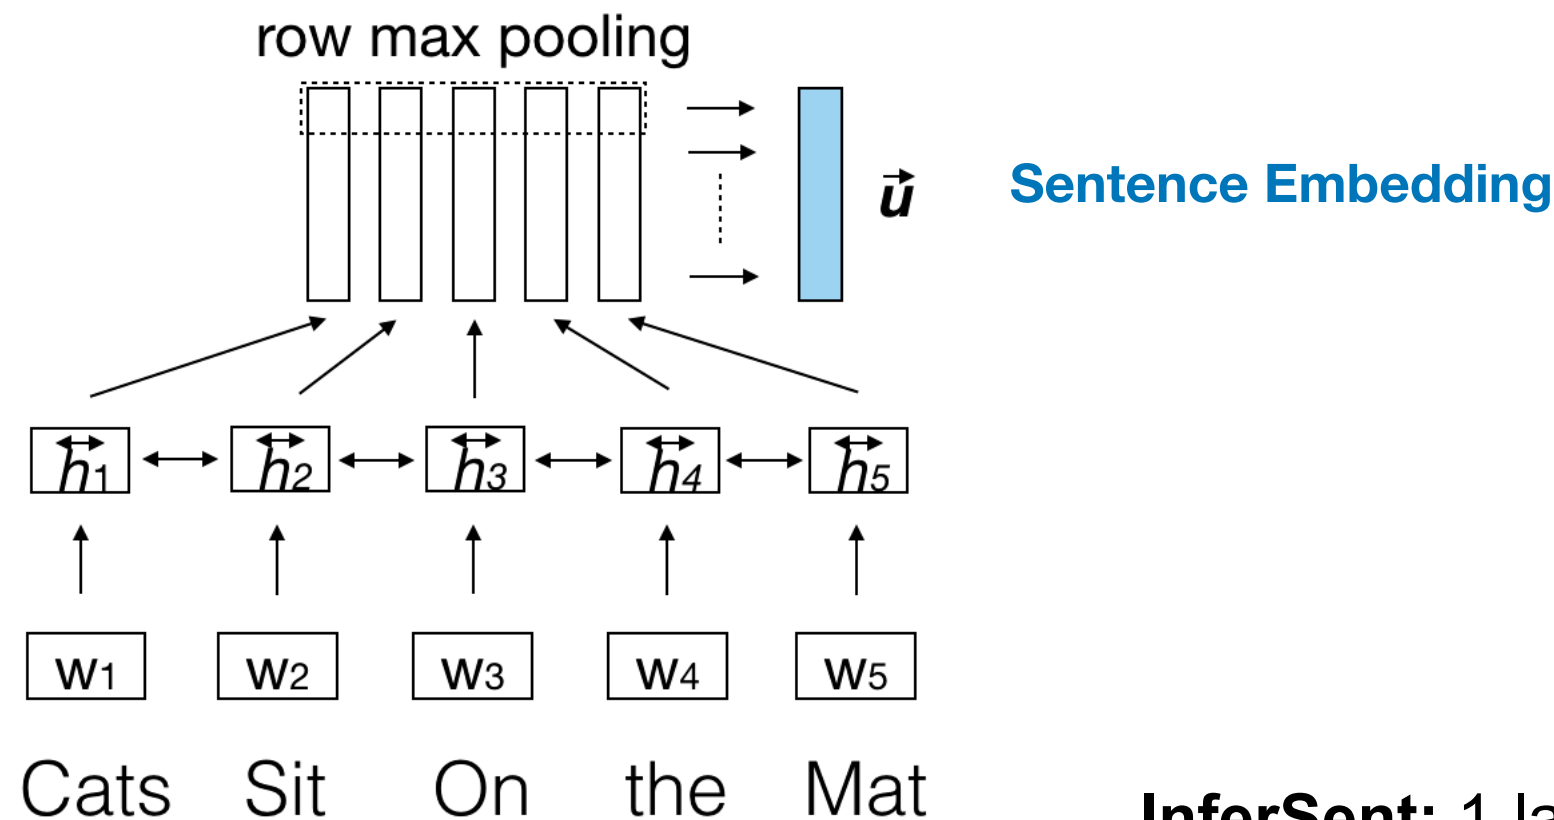 row max pooling
u Sentence Embedding
h1 h2 h3 h4 h5
w1 w2 w3 w4 w5
Cats Sit On the Mat
InferSent: 1